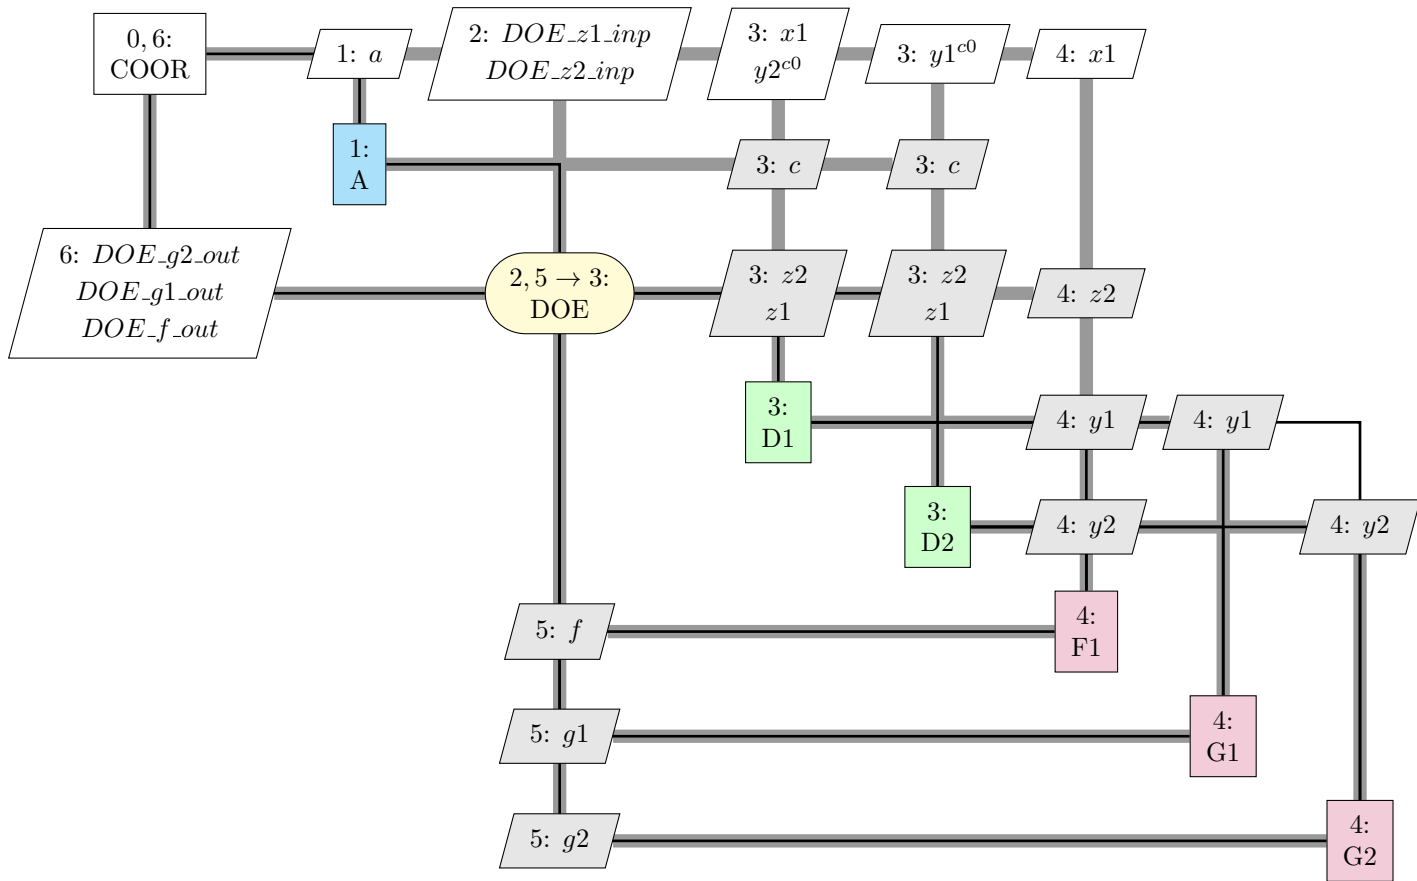 0, 6:
COOR
1: a
2: DOE_z1_inp
DOE_z2_inp
3: x1
y2^{c0}
3: y1^{c0}
4: x1
1:
A
3: c
3: c
6: DOE_g2_out
DOE_g1_out
DOE_f_out
2, 5 → 3:
DOE
3: z2
z1
3: z2
z1
4: z2
3:
D1
4: y1
4: y1
3:
D2
4: y2
4: y2
5: f
4:
F1
5: g1
4:
G1
5: g2
4:
G2